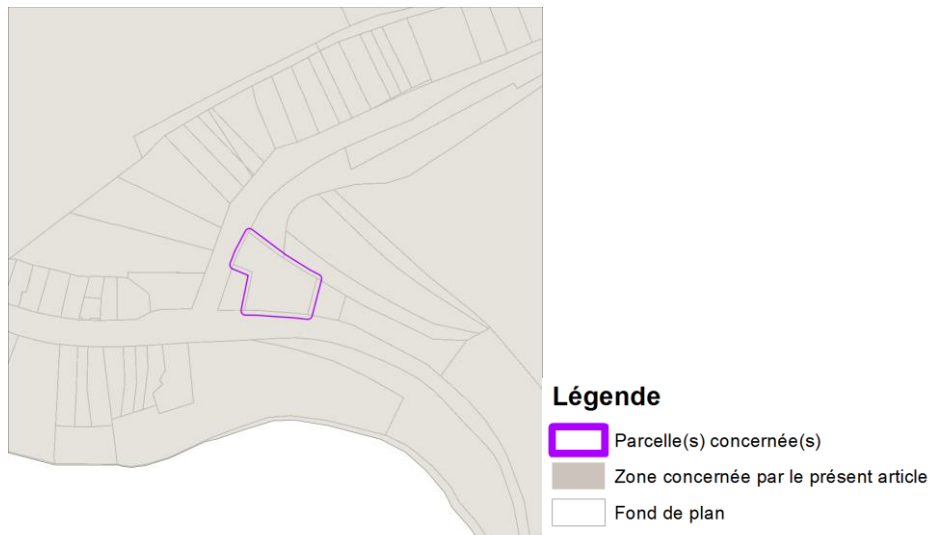 Légende
Parcelle(s) concernée(s)
Zone concernée par le présent article
Fond de plan